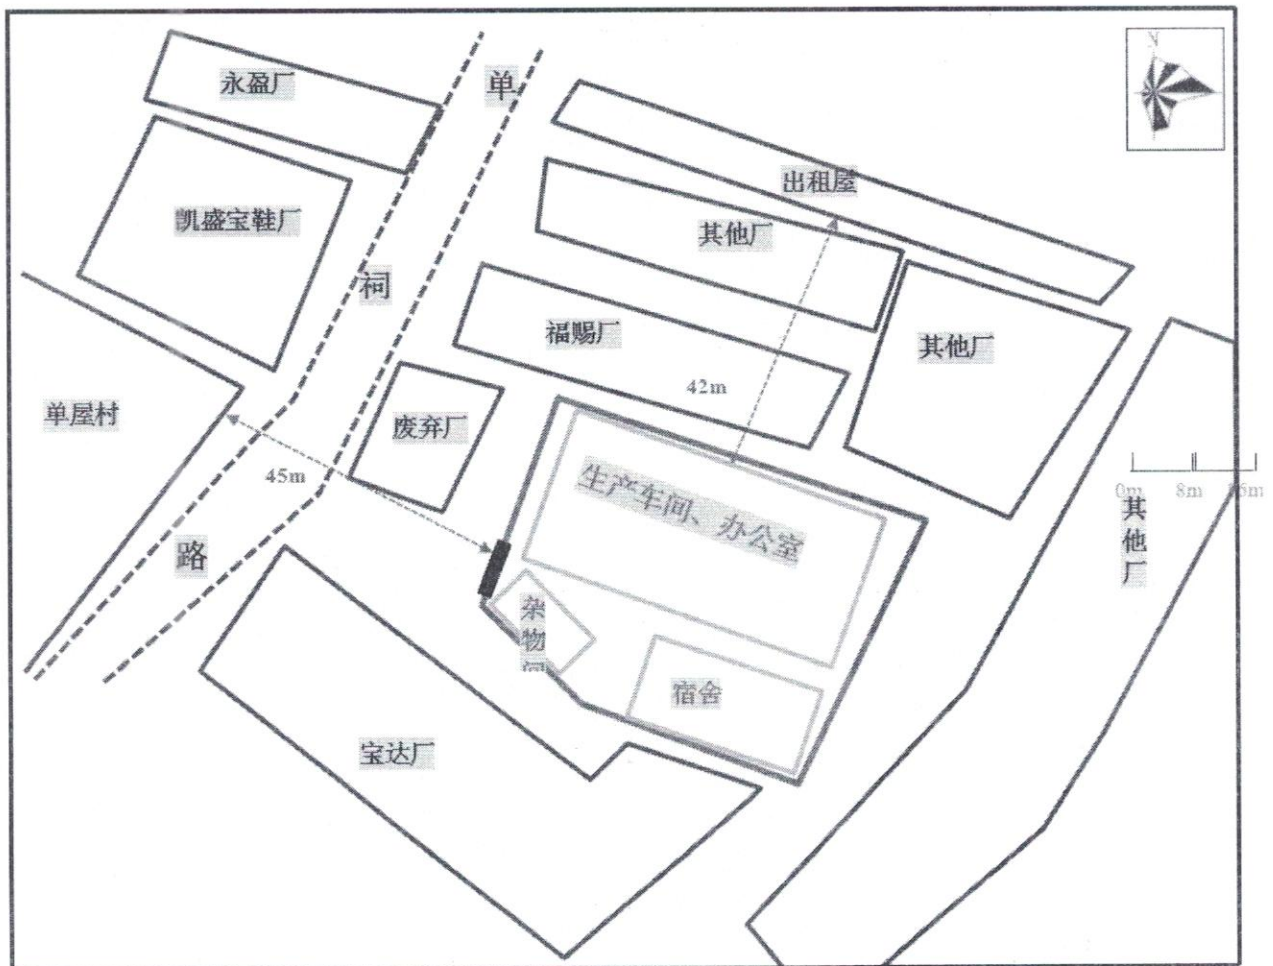 N
永盈厂
单
出租屋
凯盛宝鞋厂
其他厂
祠
福赐厂
其他厂
42m
单屋村
废弃厂
45m
生产车间、办公室
0m 8m 16m
其他厂
路
杂物间
宿舍
宝达厂